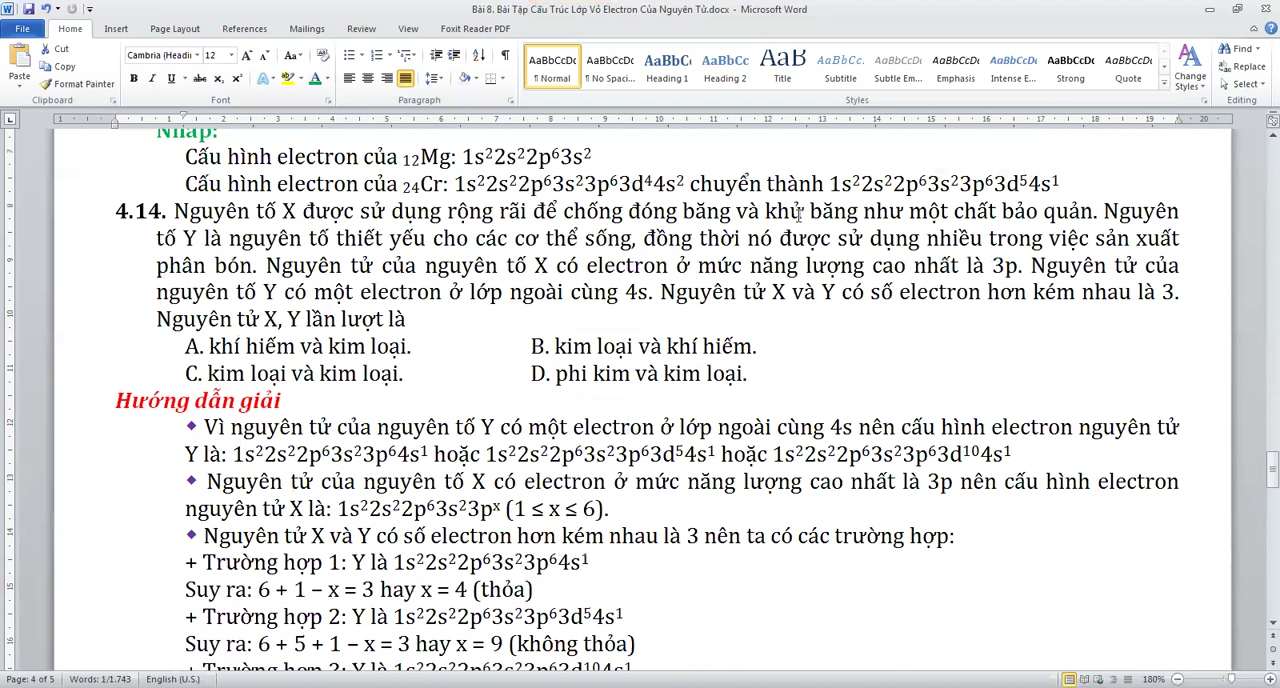 Bài 8. Bài Tập Cấu Trúc Lớp Vỏ Electron Của Nguyên Tử.docx - Microsoft Word
File Home Insert Page Layout References Mailings Review View Foxit Reader PDF
Paste Cut Copy Format Painter
Cambria (Headii 12
AaBbCcDc AaBbCcDc AaBbC AaBbCc AaB AaBbCc. AaBbCcDc AaBbCcDc AaBbCcDc AaBbCcDc AaBbCcDc
¶ Normal ¶ No Spaci... Heading 1 Heading 2 Title Subtitle Subtle Em... Emphasis Intense E... Strong Quote
Change Styles Find Replace Select
Clipboard Font Paragraph Styles Editing
Nháp:
Cấu hình electron của ₁₂Mg: 1s²2s²2p⁶3s²
Cấu hình electron của ₂₄Cr: 1s²2s²2p⁶3s²3p⁶3d⁴4s² chuyển thành 1s²2s²2p⁶3s²3p⁶3d⁵4s¹
4.14. Nguyên tố X được sử dụng rộng rãi để chống đóng băng và khử băng như một chất bảo quản. Nguyên
tố Y là nguyên tố thiết yếu cho các cơ thể sống, đồng thời nó được sử dụng nhiều trong việc sản xuất
phân bón. Nguyên tử của nguyên tố X có electron ở mức năng lượng cao nhất là 3p. Nguyên tử của
nguyên tố Y có một electron ở lớp ngoài cùng 4s. Nguyên tử X và Y có số electron hơn kém nhau là 3.
Nguyên tử X, Y lần lượt là
A. khí hiếm và kim loại. B. kim loại và khí hiếm.
C. kim loại và kim loại. D. phi kim và kim loại.
Hướng dẫn giải
◆ Vì nguyên tử của nguyên tố Y có một electron ở lớp ngoài cùng 4s nên cấu hình electron nguyên tử
Y là: 1s²2s²2p⁶3s²3p⁶4s¹ hoặc 1s²2s²2p⁶3s²3p⁶3d⁵4s¹ hoặc 1s²2s²2p⁶3s²3p⁶3d¹⁰4s¹
◆ Nguyên tử của nguyên tố X có electron ở mức năng lượng cao nhất là 3p nên cấu hình electron
nguyên tử X là: 1s²2s²2p⁶3s²3pˣ (1 ≤ x ≤ 6).
◆ Nguyên tử X và Y có số electron hơn kém nhau là 3 nên ta có các trường hợp:
+ Trường hợp 1: Y là 1s²2s²2p⁶3s²3p⁶4s¹
Suy ra: 6 + 1 – x = 3 hay x = 4 (thỏa)
+ Trường hợp 2: Y là 1s²2s²2p⁶3s²3p⁶3d⁵4s¹
Suy ra: 6 + 5 + 1 – x = 3 hay x = 9 (không thỏa)
+ Trường hợp 3: Y là 1s²2s²2p⁶3s²3p⁶3d¹⁰4s¹
Page: 4 of 5 Words: 1/1.743 English (U.S.) 180%